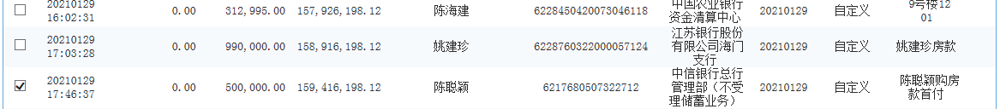 20210129 16:02:31 0.00 312,995.00 157,926,198.12 陈海建 6228450420073046118 中国农业银行资金清算中心 20210129 自定义 9号楼1201
20210129 17:03:28 0.00 990,000.00 158,916,198.12 姚建珍 6228760322000057124 江苏银行股份有限公司海门支行 20210129 自定义 姚建珍房款
20210129 17:46:37 0.00 500,000.00 159,416,198.12 陈聪颖 6217680507322712 中信银行总行管理部（不受理储蓄业务） 20210129 自定义 陈聪颖购房款首付